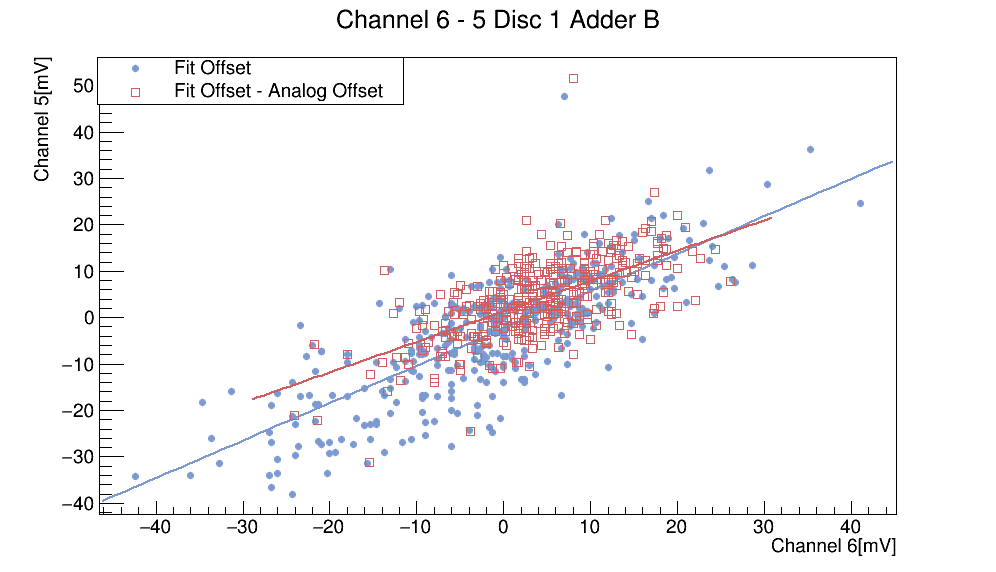 Channel 6 - 5 Disc 1 Adder B
Channel 5[mV]
Fit Offset
Fit Offset - Analog Offset
50
40
30
20
10
0
−10
−20
−30
−40
−40 −30 −20 −10 0 10 20 30 40
Channel 6[mV]